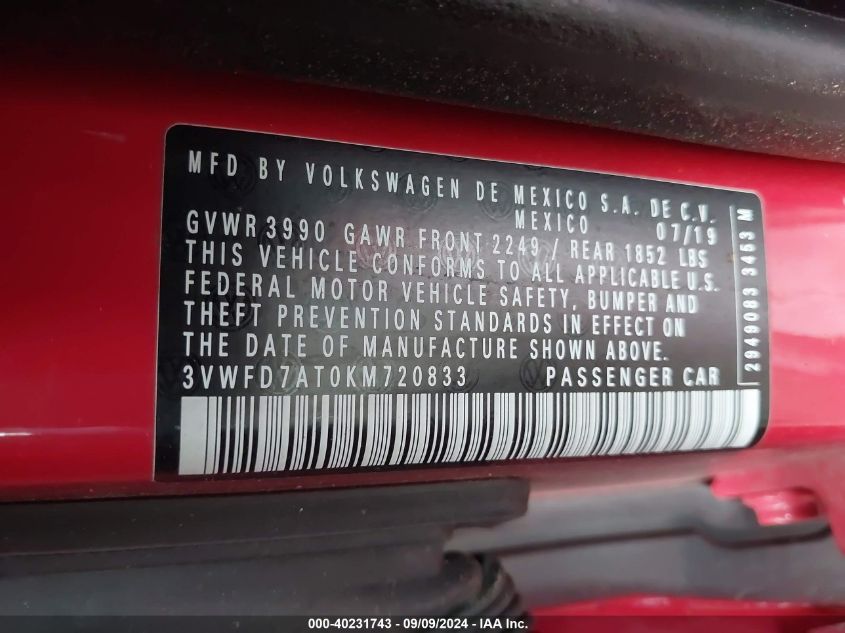 MFD BY VOLKSWAGEN DE MEXICO S.A. DE C.V.
MEXICO 07/19
GVWR 3990 GAWR FRONT 2249 / REAR 1852 LBS
THIS VEHICLE CONFORMS TO ALL APPLICABLE U.S.
FEDERAL MOTOR VEHICLE SAFETY, BUMPER AND
THEFT PREVENTION STANDARDS IN EFFECT ON
THE DATE OF MANUFACTURE SHOWN ABOVE.
3VWFD7AT0KM720833 PASSENGER CAR
2949083 3463 M
000-40231743 - 09/09/2024 - IAA Inc.